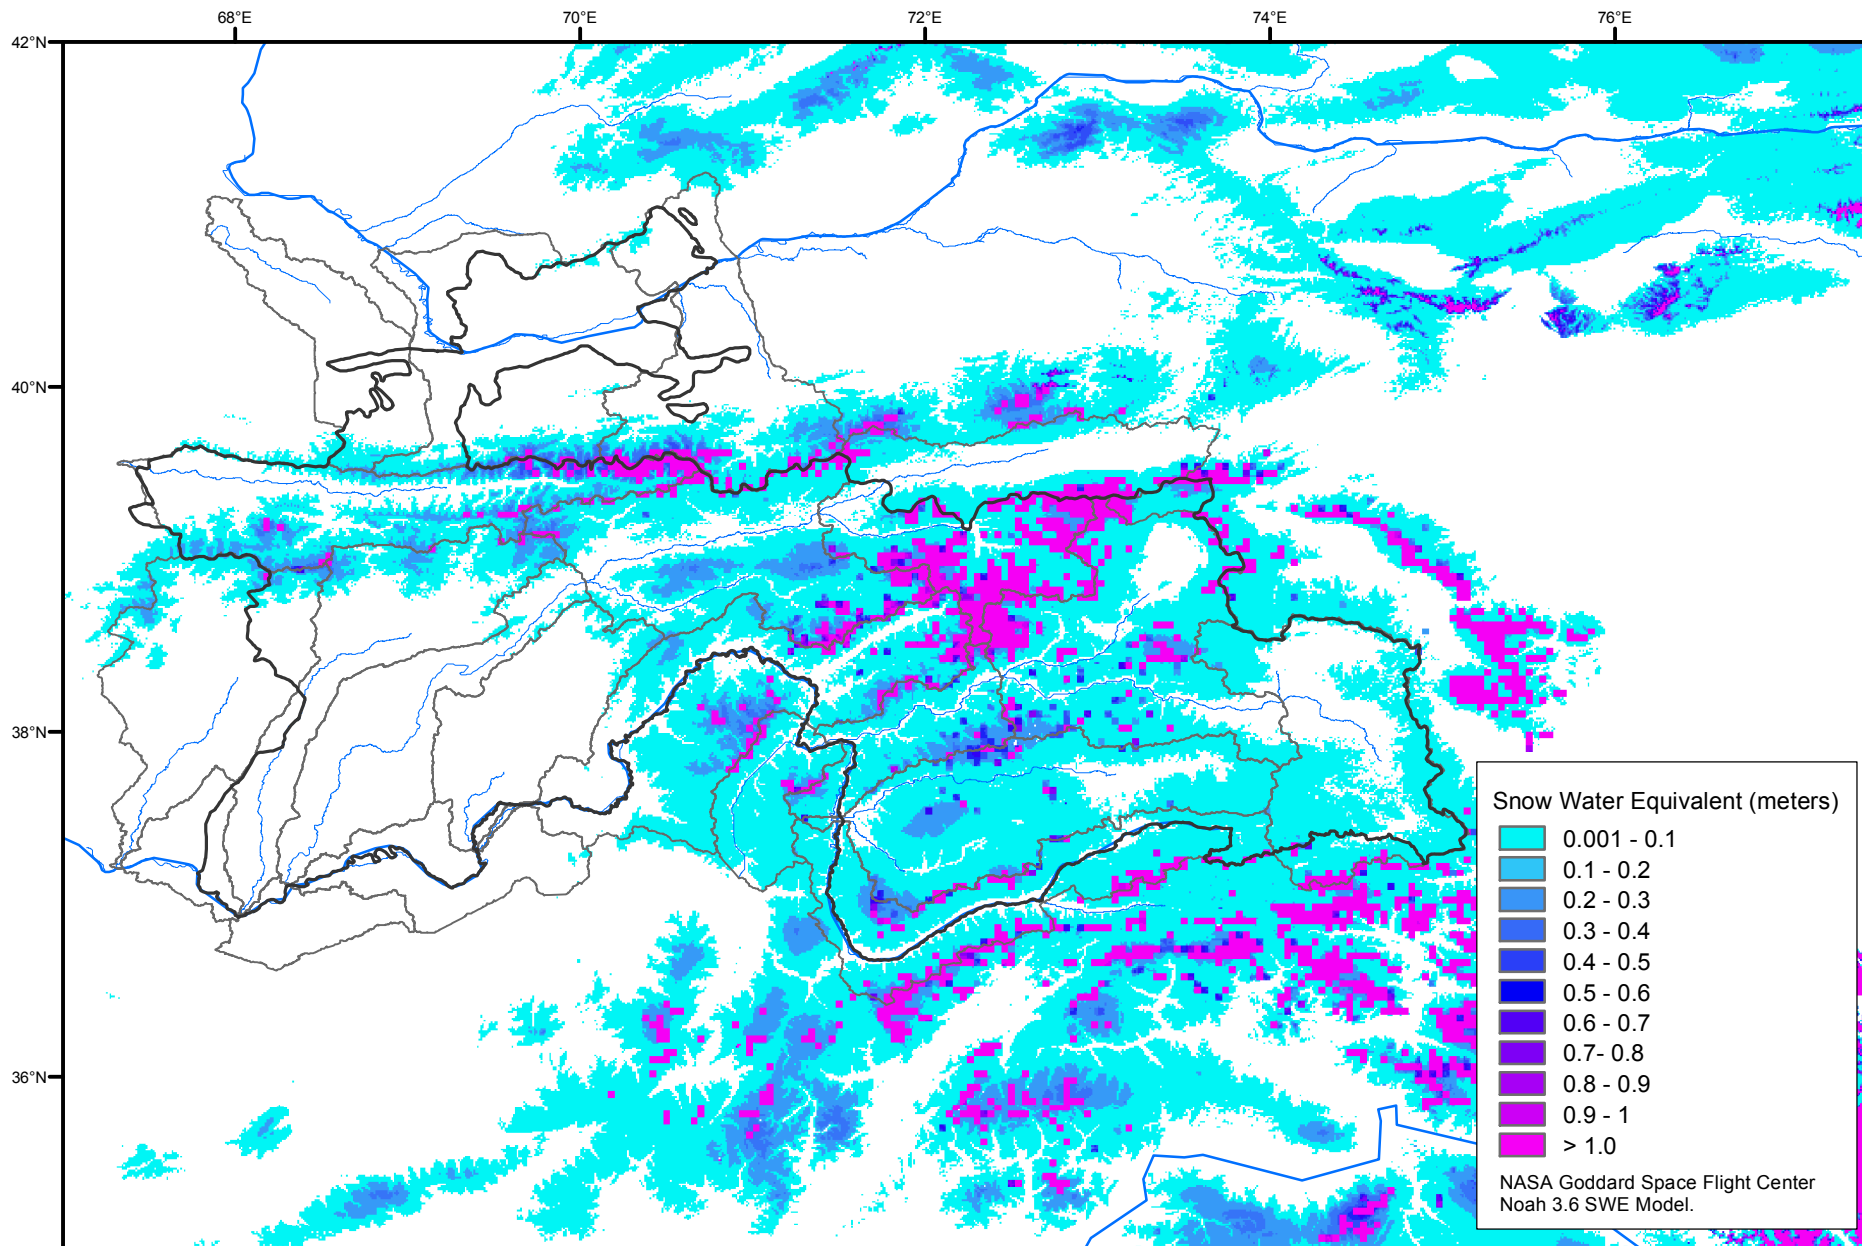 68°E
70°E
72°E
74°E
76°E
42°N
40°N
38°N
36°N
Snow Water Equivalent (meters)
0.001 - 0.1
0.1 - 0.2
0.2 - 0.3
0.3 - 0.4
0.4 - 0.5
0.5 - 0.6
0.6 - 0.7
0.7- 0.8
0.8 - 0.9
0.9 - 1
> 1.0
NASA Goddard Space Flight Center
Noah 3.6 SWE Model.